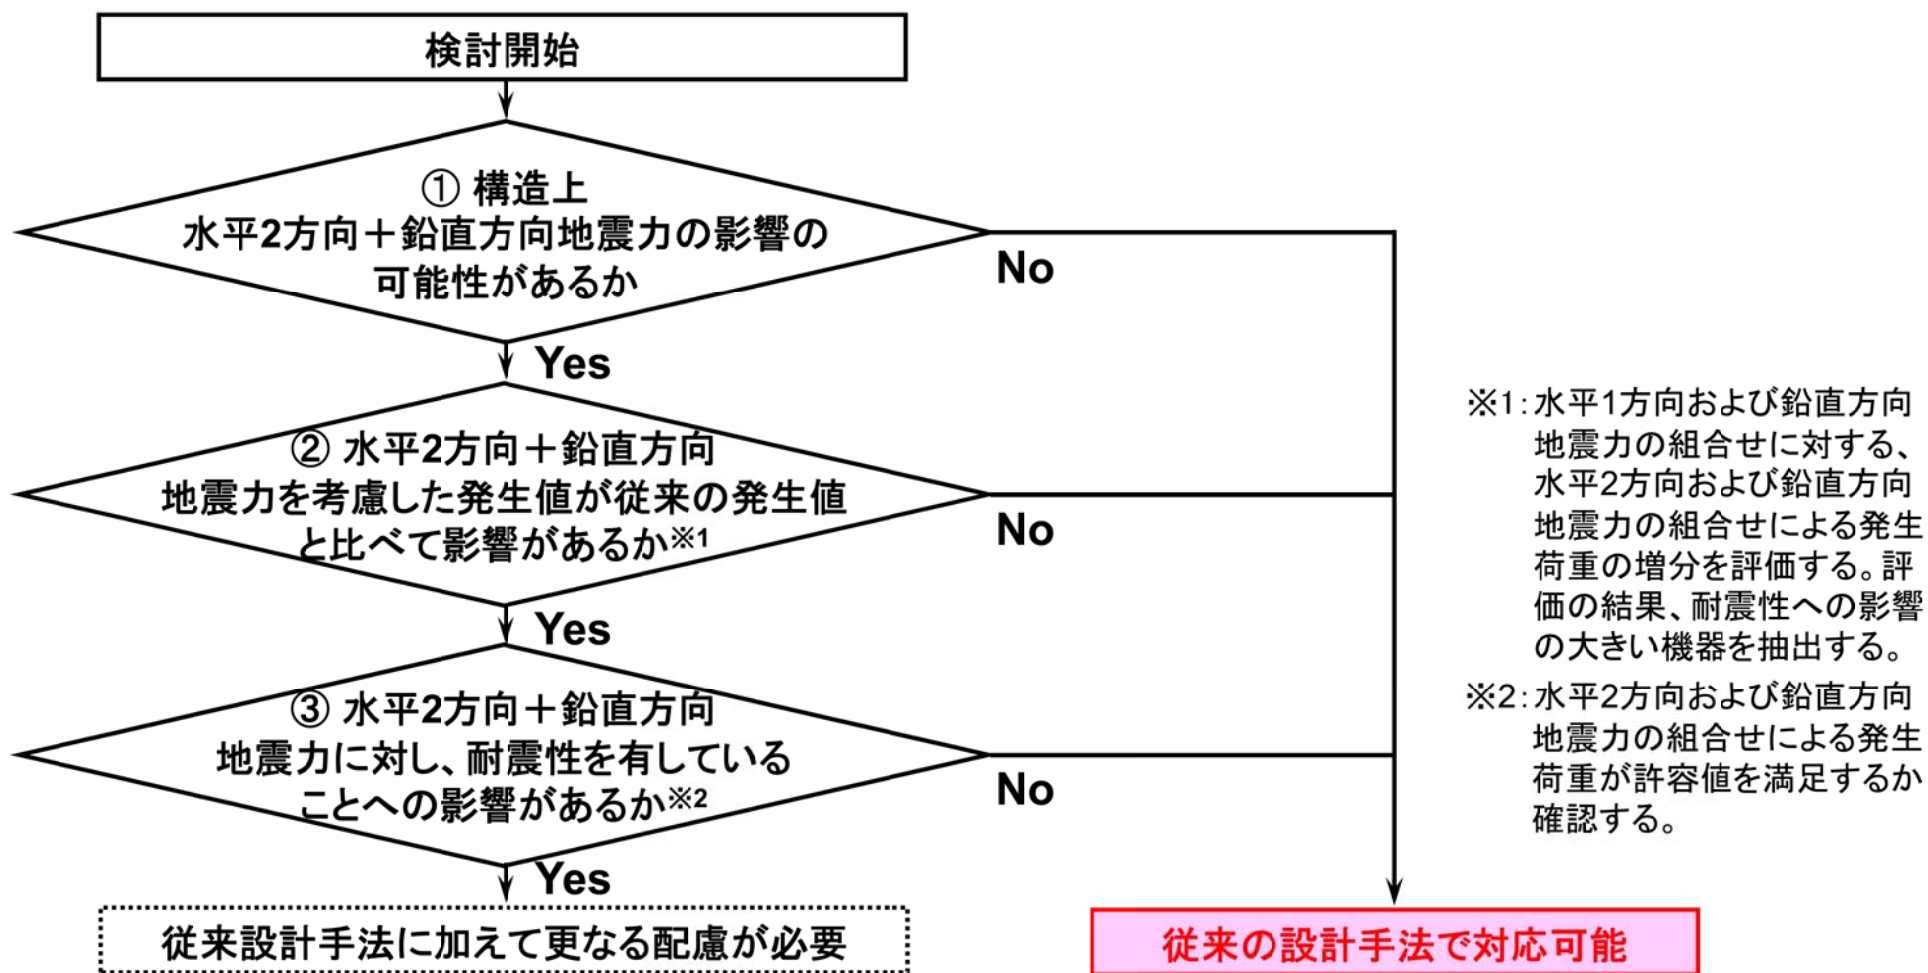 検討開始
① 構造上
水平2方向＋鉛直方向地震力の影響の
可能性があるか
No
Yes
② 水平2方向＋鉛直方向
地震力を考慮した発生値が従来の発生値
と比べて影響があるか※1
No
Yes
③ 水平2方向＋鉛直方向
地震力に対し、耐震性を有している
ことへの影響があるか※2
No
Yes
従来設計手法に加えて更なる配慮が必要
従来の設計手法で対応可能
※1：水平1方向および鉛直方向
地震力の組合せに対する、
水平2方向および鉛直方向
地震力の組合せによる発生
荷重の増分を評価する。評
価の結果、耐震性への影響
の大きい機器を抽出する。
※2：水平2方向および鉛直方向
地震力の組合せによる発生
荷重が許容値を満足するか
確認する。